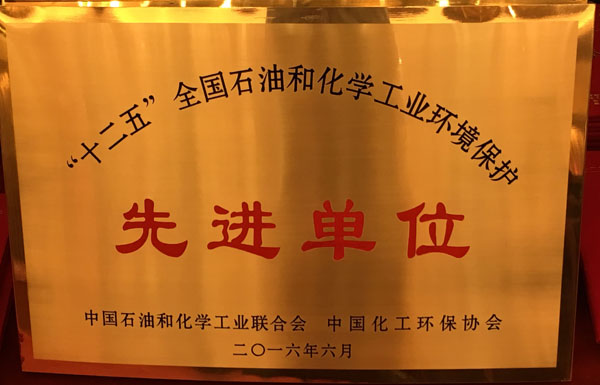 “十二五”全国石油和化学工业环境保护
先进单位
中国石油和化学工业联合会 中国化工环保协会
二〇一六年六月